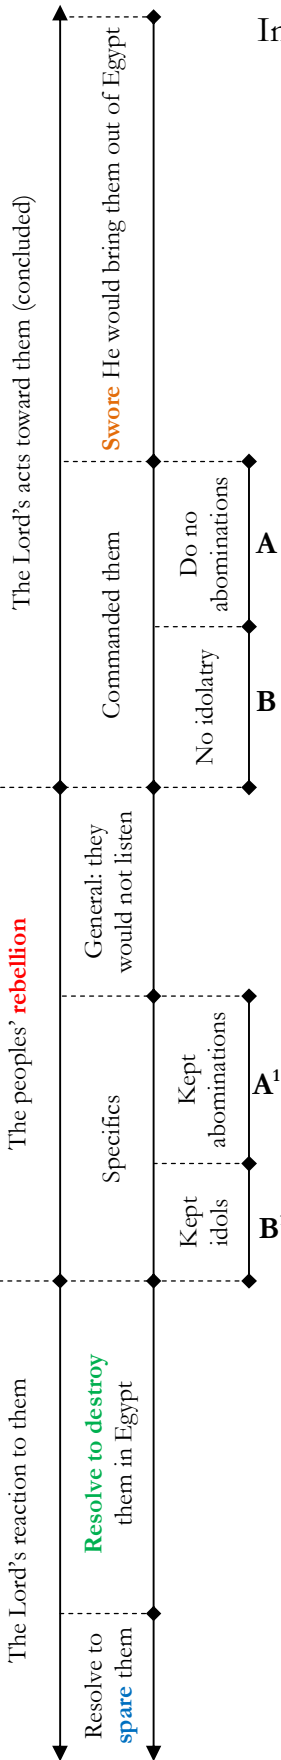 In
The Lord's acts toward them (concluded)
Swore He would bring them out of Egypt
Commanded them
Do no
abominations
A
No idolatry
B
The peoples' rebellion
General: they
would not listen
Specifics
Kept
abominations
A¹
Kept
idols
B
The Lord's reaction to them
Resolve to destroy
them in Egypt
Resolve to
spare them